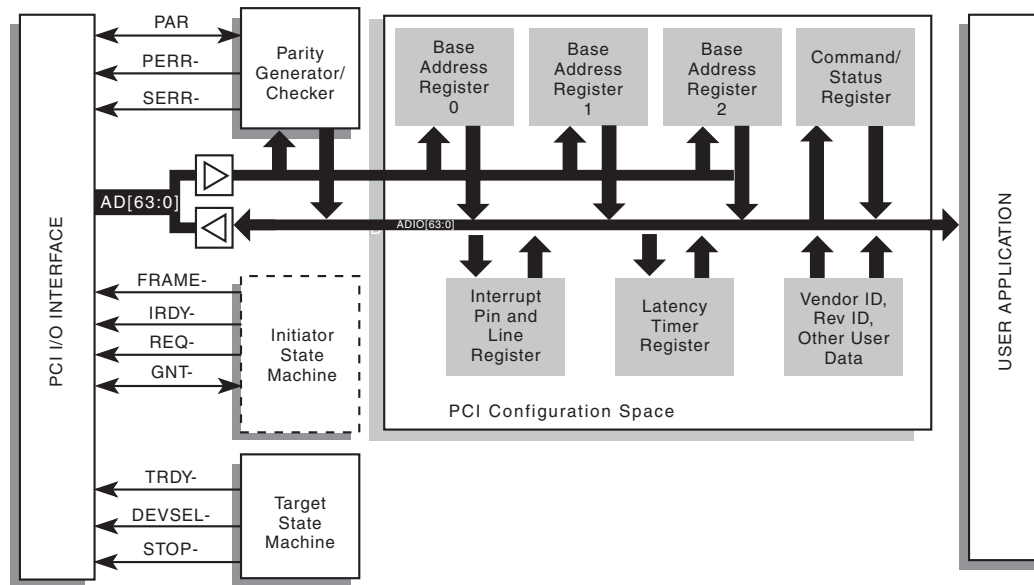 PCI I/O INTERFACE
PAR
PERR-
SERR-
Parity
Generator/
Checker
Base
Address
Register
0
Base
Address
Register
1
Base
Address
Register
2
Command/
Status
Register
AD[63:0]
ADIO[63:0]
FRAME-
IRDY-
REQ-
GNT-
Initiator
State
Machine
Interrupt
Pin and
Line
Register
Latency
Timer
Register
Vendor ID,
Rev ID,
Other User
Data
PCI Configuration Space
TRDY-
DEVSEL-
STOP-
Target
State
Machine
USER APPLICATION